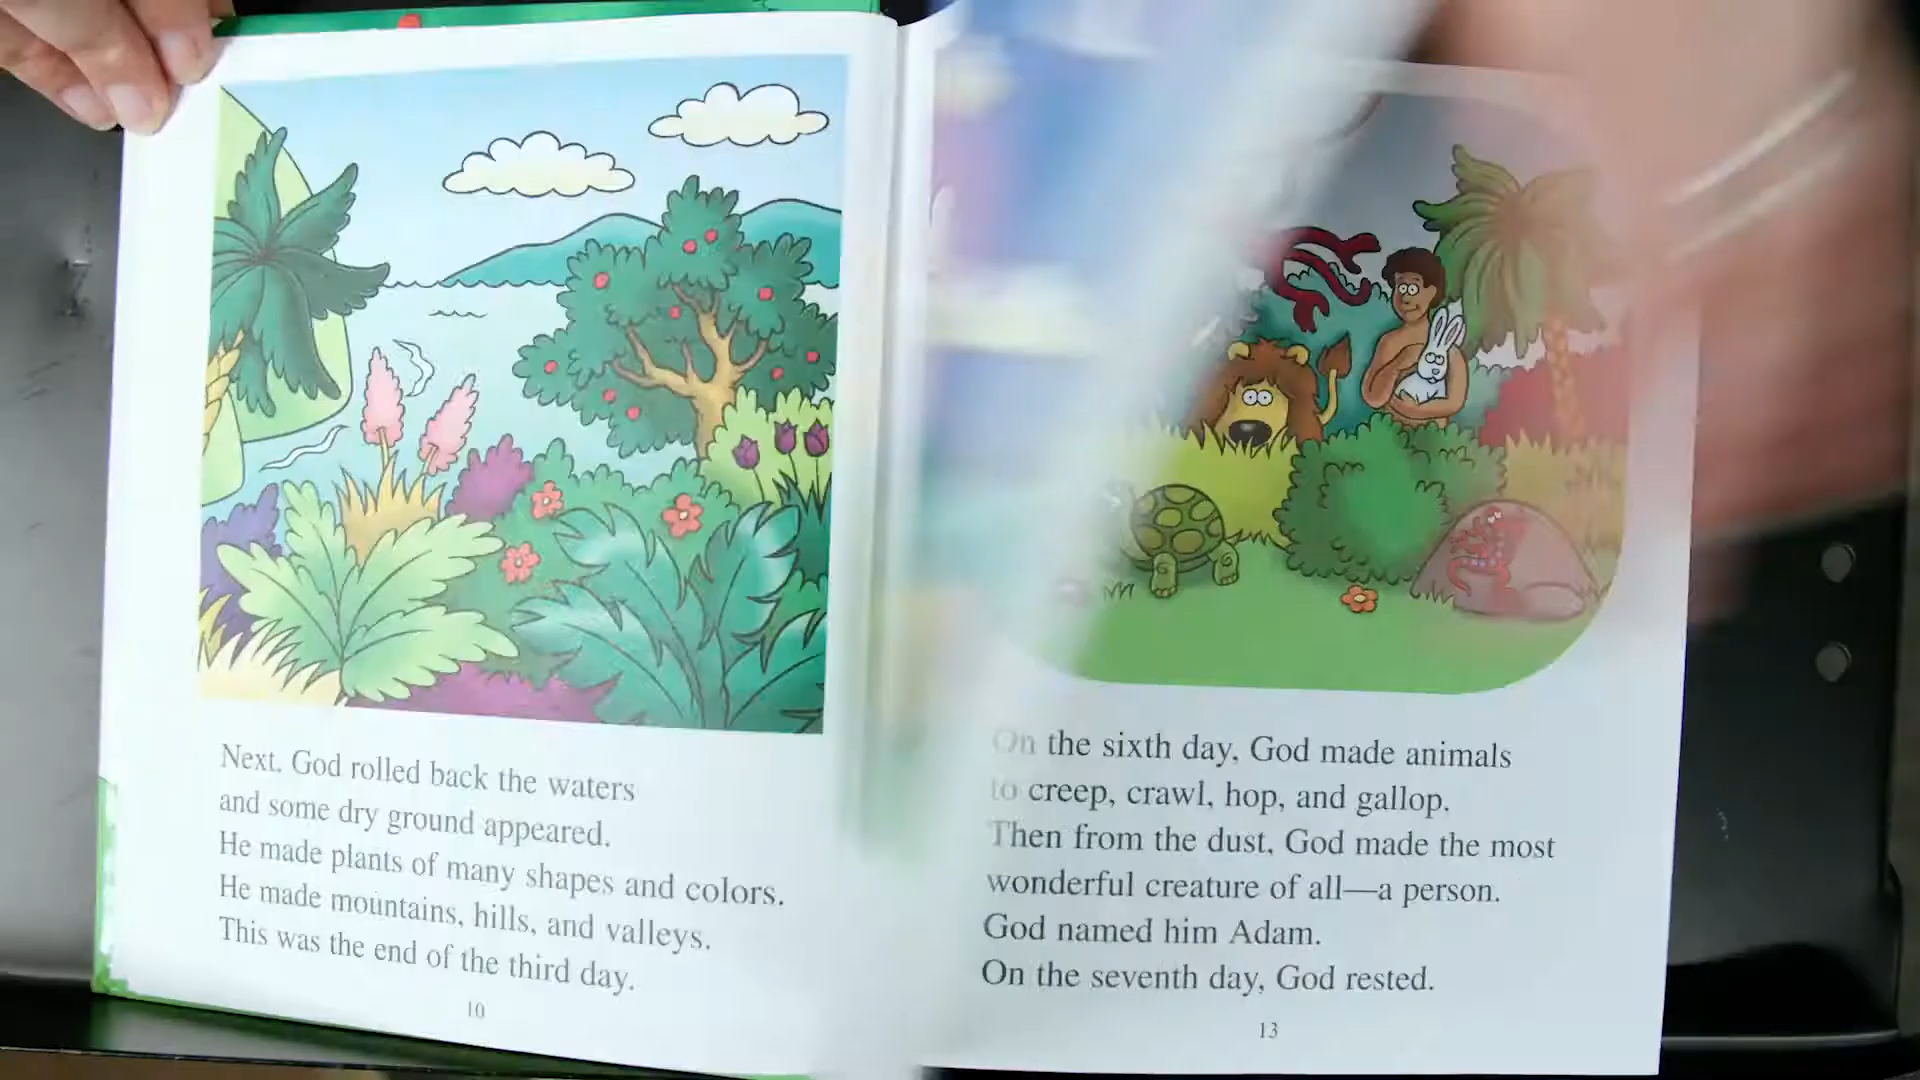 Next, God rolled back the waters
and some dry ground appeared.
He made plants of many shapes and colors.
He made mountains, hills, and valleys.
This was the end of the third day.
10
On the sixth day, God made animals
to creep, crawl, hop, and gallop.
Then from the dust, God made the most
wonderful creature of all—a person.
God named him Adam.
On the seventh day, God rested.
13